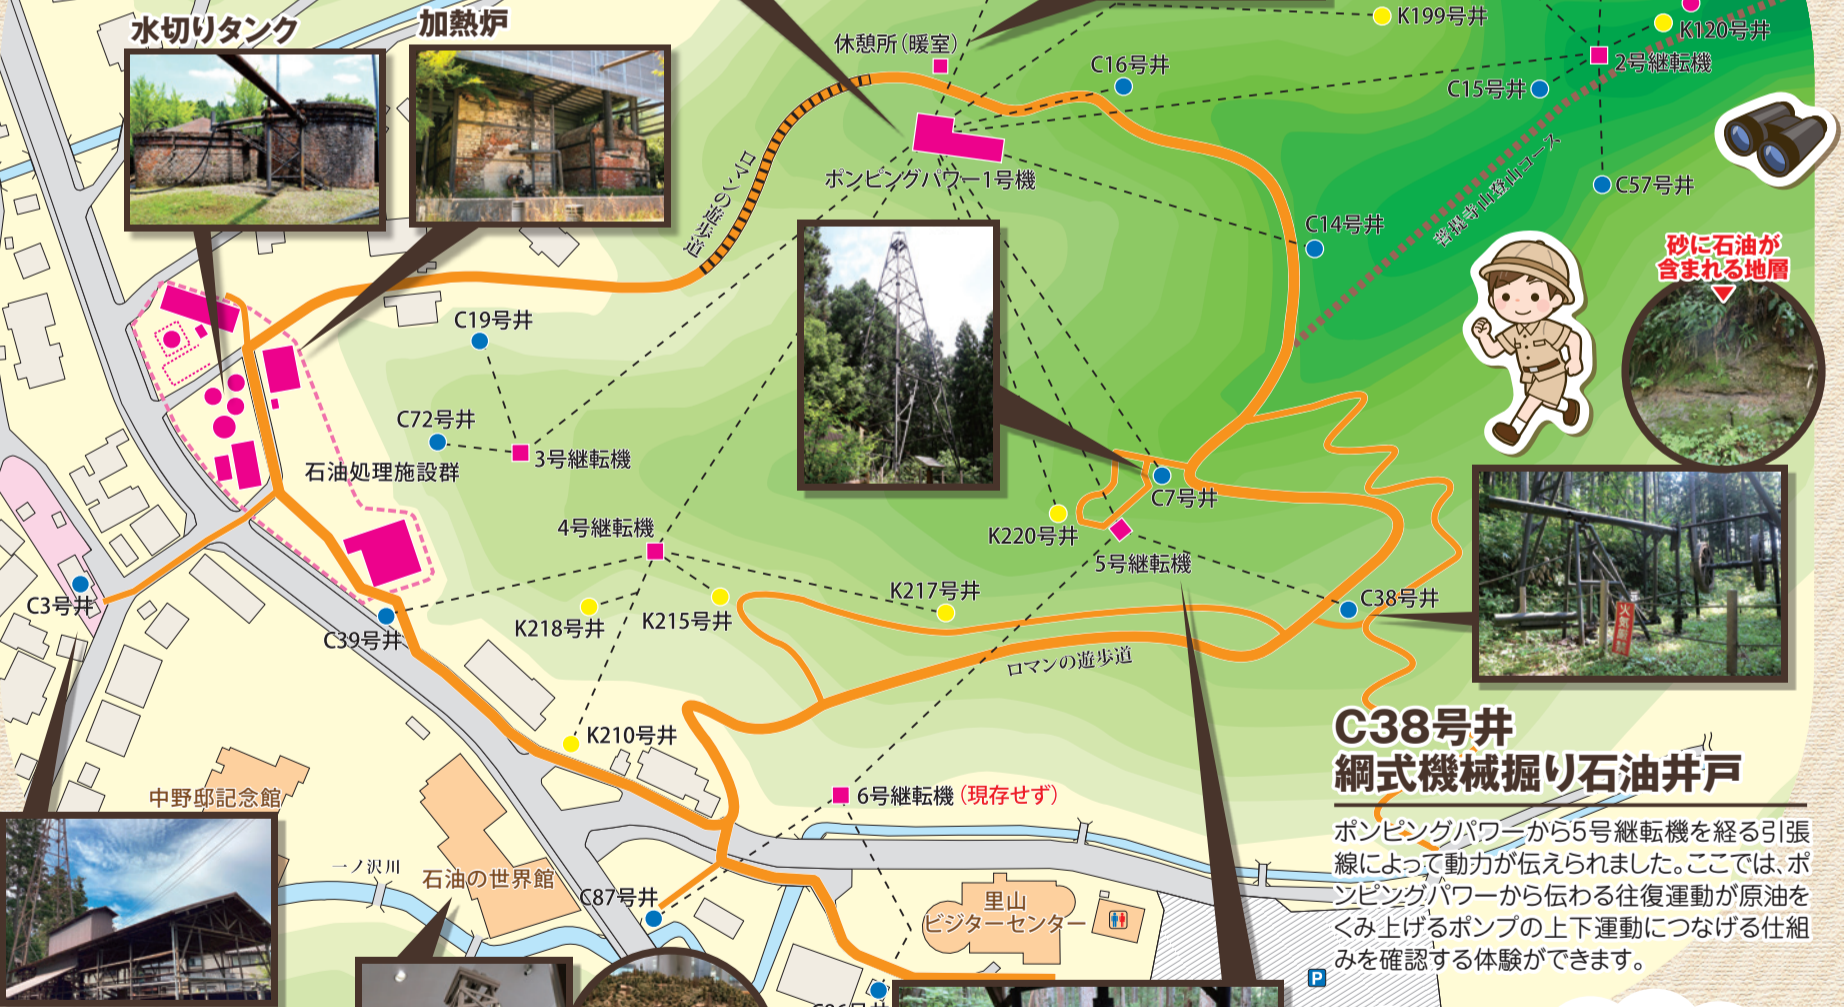 水切りタンク
加熱炉
休憩所(暖室)
K199号井
K120号井
2号継転機
C16号井
C15号井
C57号井
菩提寺山登山コース
ポンピングパワー1号機
ロマンの遊歩道
C14号井
砂に石油が
含まれる地層
C19号井
C72号井
3号継転機
石油処理施設群
4号継転機
K220号井
C7号井
5号継転機
K217号井
C38号井
C3号井
C39号井
K218号井
K215号井
ロマンの遊歩道
K210号井
6号継転機(現存せず)
中野邸記念館
一ノ沢川
石油の世界館
C87号井
里山
ビジターセンター
P
C38号井
綱式機械掘り石油井戸
ポンピングパワーから5号継転機を経る引張
線によって動力が伝えられました。ここでは、ポ
ンピングパワーから伝わる往復運動が原油を
くみ上げるポンプの上下運動につなげる仕組
みを確認する体験ができます。